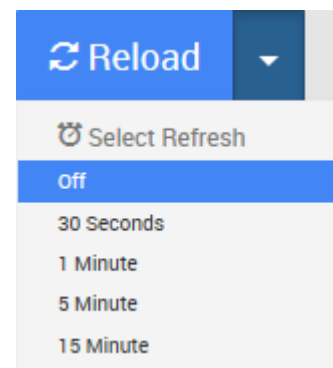 Reload
Select Refresh
Off
30 Seconds
1 Minute
5 Minute
15 Minute